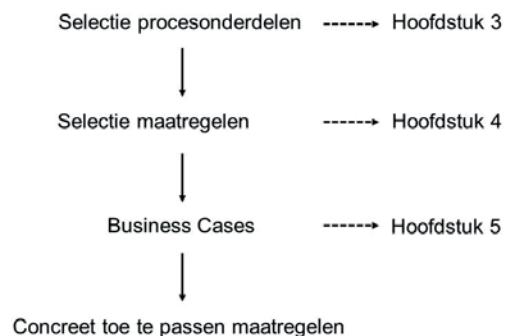 Selectie procesonderdelen Hoofdstuk 3
Selectie maatregelen Hoofdstuk 4
Business Cases Hoofdstuk 5
Concreet toe te passen maatregelen